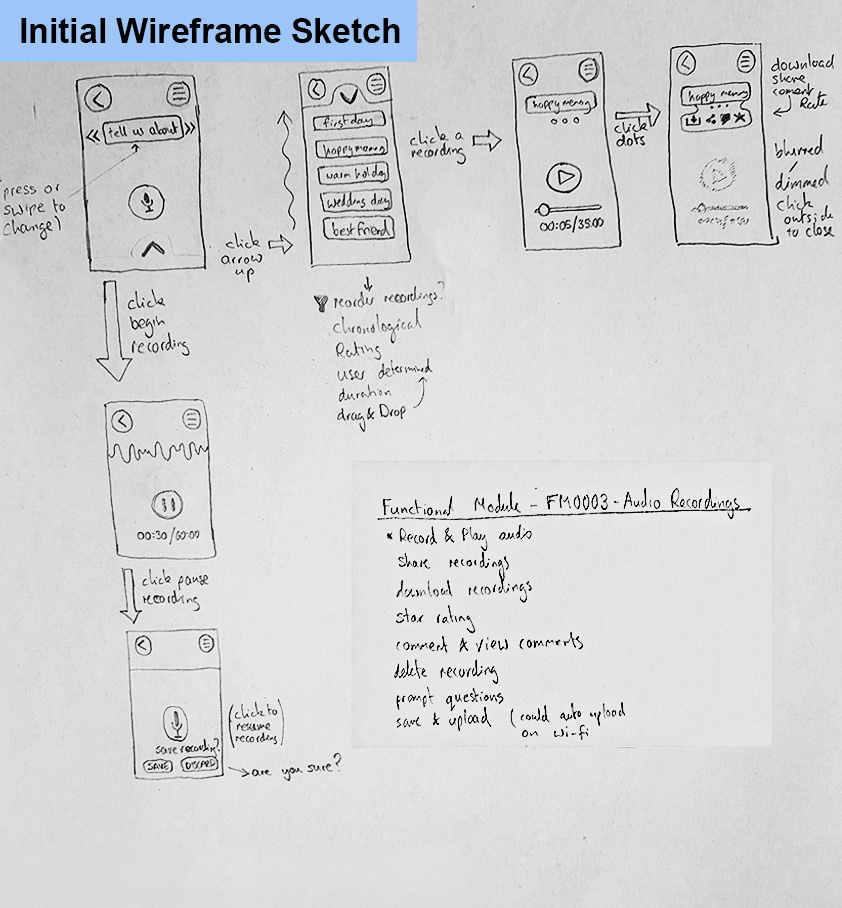 Initial Wireframe Sketch
<< tell us about >>
press or
swipe to
change)
click
arrow
up
first day
happy memory
warm holiday
wedding day
best friend
click a
recording
happy memory
00:05/35:00
click
dots
happy memory
download
share
coment
Rate
blurred
/
dimmed
click
outside
to close
reorder recordings?
chronological
Rating
user determined
duration
drag & Drop
click
begin
recording
00:30/60:00
click pause
recording
(click to
resume
recording)
save recording?
SAVE DISCARD
are you sure?
Functional Module - FM0003 - Audio Recordings
* Record & Play audio
share recordings
download recordings
star rating
comment & view comments
delete recording
prompt questions
save & upload (could auto upload
on wi-fi